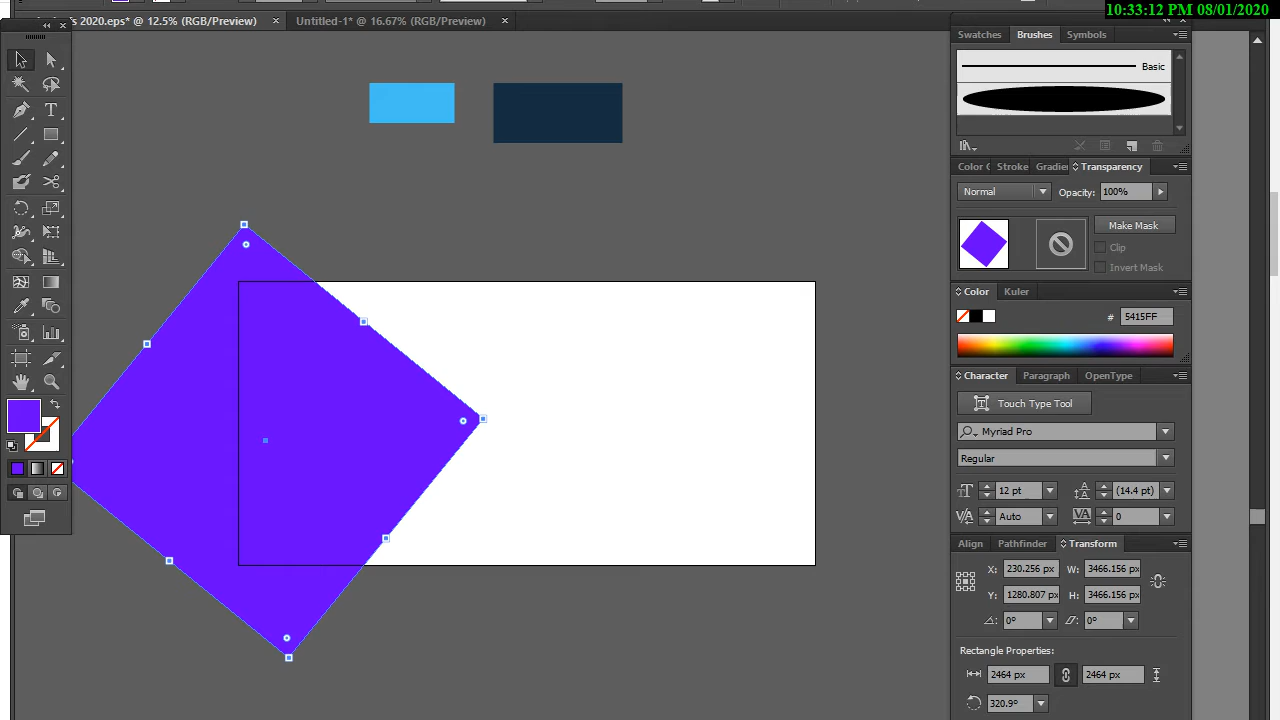 10:33:12 PM 08/01/2020
s 2020.eps* @ 12.5% (RGB/Preview)
Untitled-1* @ 16.67% (RGB/Preview)
Swatches Brushes Symbols
Basic
Color Stroke Gradie Transparency
Normal Opacity: 100%
Make Mask
Clip
Invert Mask
Color Kuler
# 5415FF
Character Paragraph OpenType
T
Touch Type Tool
Myriad Pro
Regular
12 pt (14.4 pt)
Auto 0
Align Pathfinder Transform
X: 230.256 px W: 3466.156 px
Y: 1280.807 px H: 3466.156 px
0° 0°
Rectangle Properties:
2464 px 2464 px
320.9°